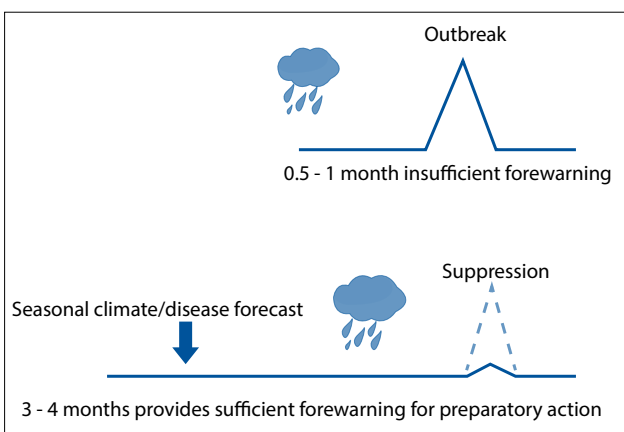 Outbreak
0.5 - 1 month insufficient forewarning
Suppression
Seasonal climate/disease forecast
3 - 4 months provides sufficient forewarning for preparatory action